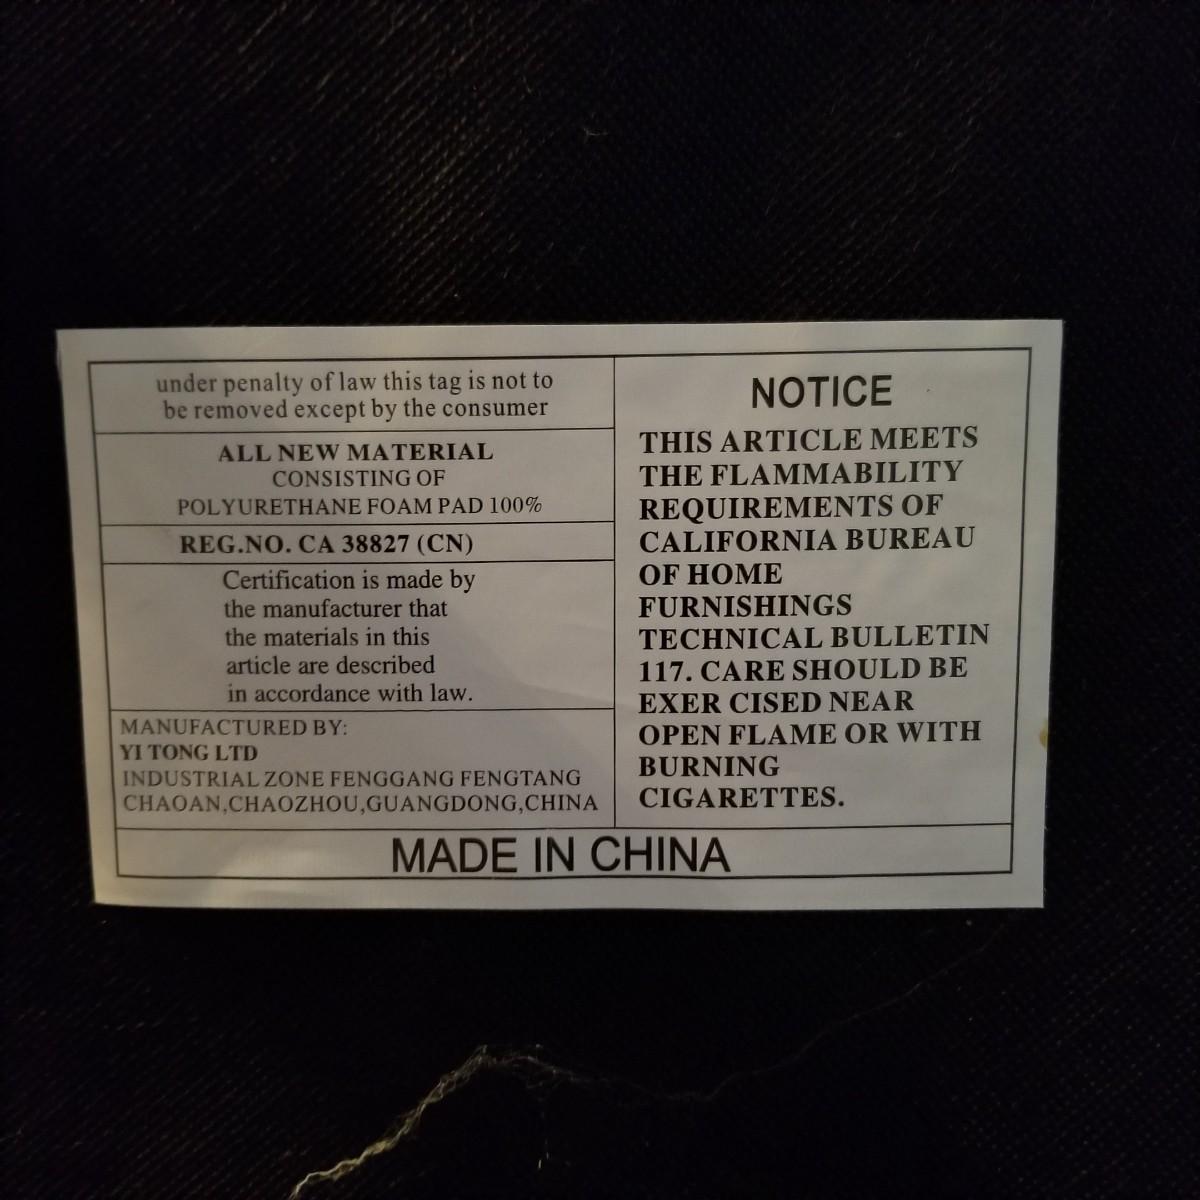 under penalty of law this tag is not to
be removed except by the consumer
ALL NEW MATERIAL
CONSISTING OF
POLYURETHANE FOAM PAD 100%
REG.NO. CA 38827 (CN)
Certification is made by
the manufacturer that
the materials in this
article are described
in accordance with law.
MANUFACTURED BY:
YI TONG LTD
INDUSTRIAL ZONE FENGGANG FENGTANG
CHAOAN,CHAOZHOU,GUANGDONG,CHINA
NOTICE
THIS ARTICLE MEETS
THE FLAMMABILITY
REQUIREMENTS OF
CALIFORNIA BUREAU
OF HOME
FURNISHINGS
TECHNICAL BULLETIN
117. CARE SHOULD BE
EXER CISED NEAR
OPEN FLAME OR WITH
BURNING
CIGARETTES.
MADE IN CHINA